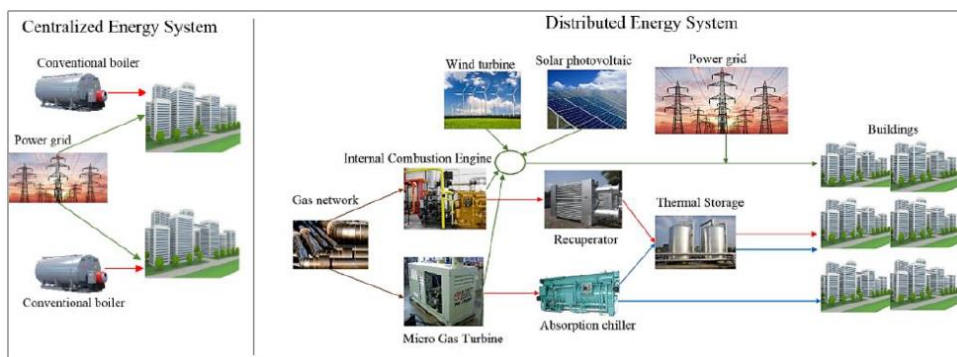 Centralized Energy System
Conventional boiler
Power grid
Conventional boiler
Distributed Energy System
Wind turbine
Solar photovoltaic
Power grid
Buildings
Internal Combustion Engine
Gas network
Thermal Storage
Recuperator
Micro Gas Turbine
Absorption chiller